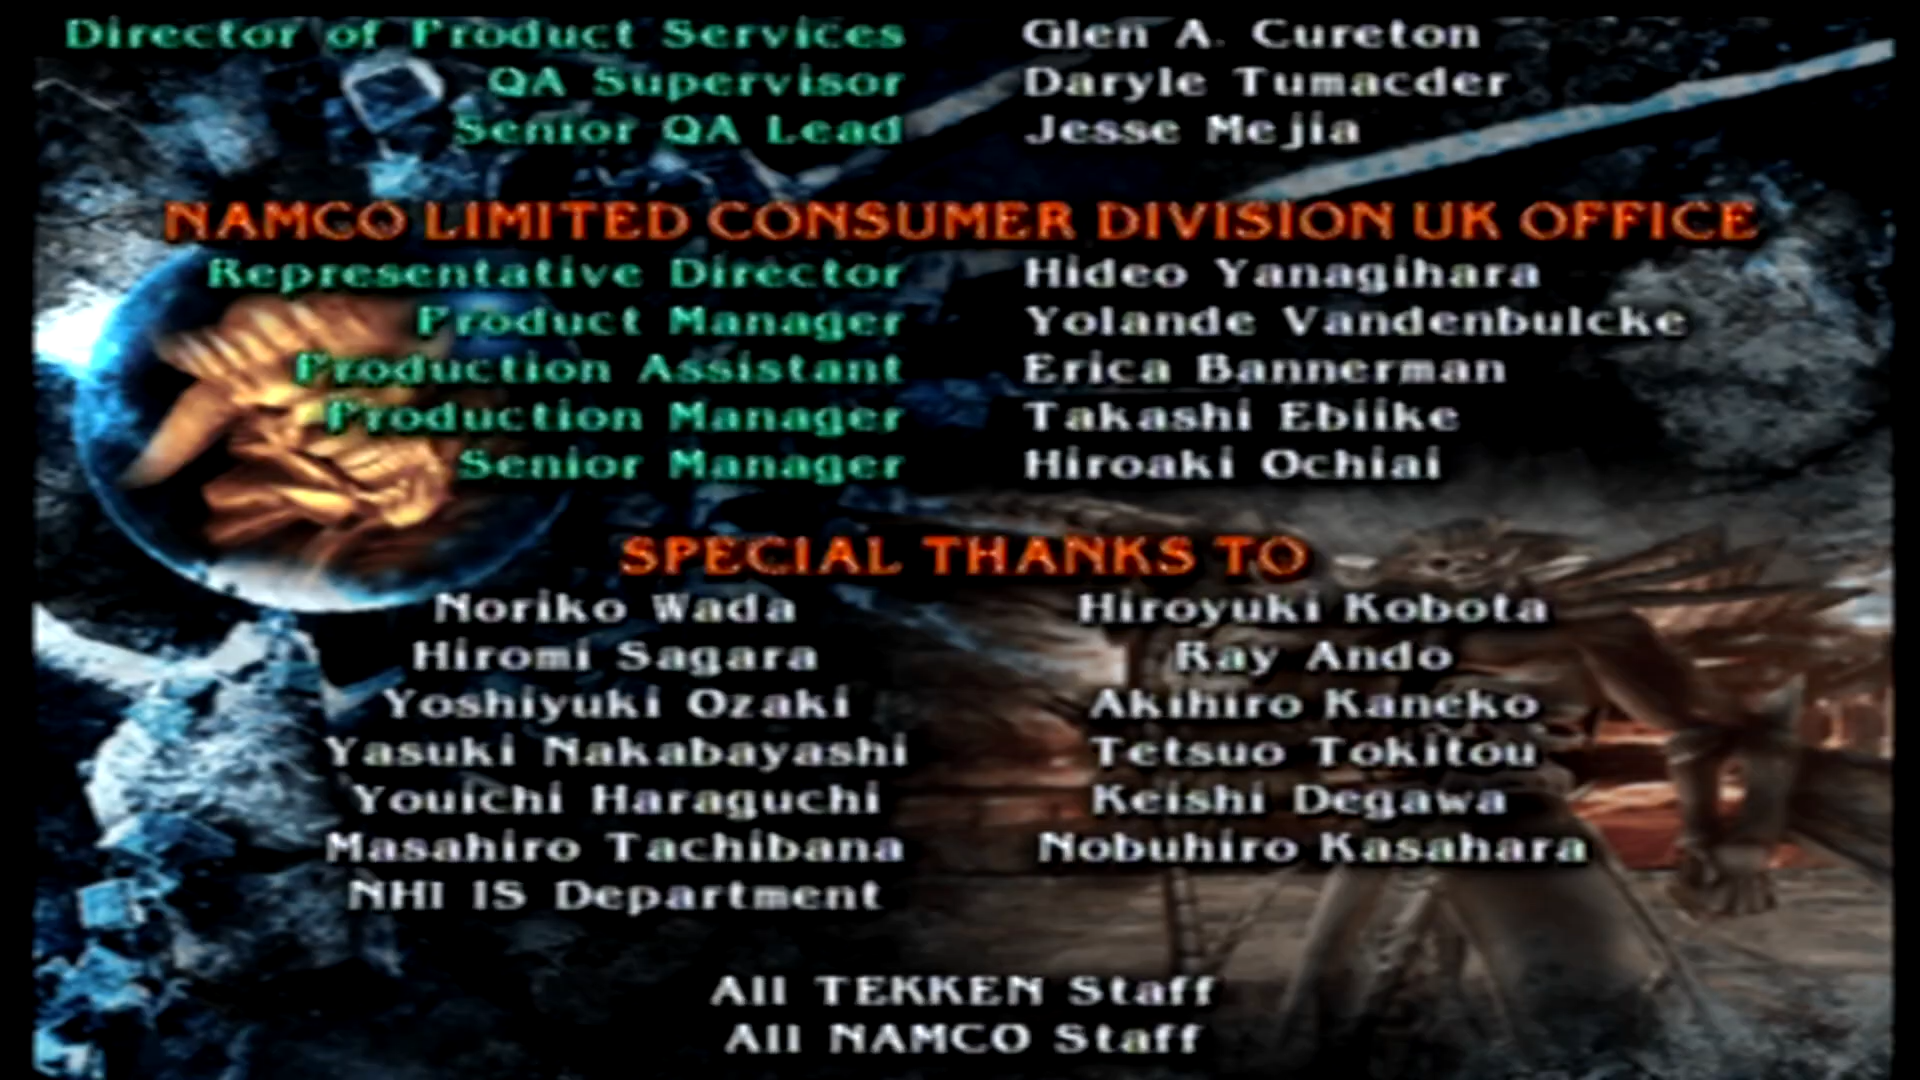 Director of Product Services Glen A. Cureton
QA Supervisor Daryle Tumacder
Senior QA Lead Jesse Mejia
NAMCO LIMITED CONSUMER DIVISION UK OFFICE
Representative Director Hideo Yanagihara
Product Manager Yolande Vandenbulcke
Production Assistant Erica Bannerman
Production Manager Takashi Ebiike
Senior Manager Hiroaki Ochiai
SPECIAL THANKS TO
Noriko Wada Hiroyuki Kobota
Hiromi Sagara Ray Ando
Yoshiyuki Ozaki Akihiro Kaneko
Yasuki Nakabayashi Tetsuo Tokitou
Youichi Haraguchi Keishi Degawa
Masahiro Tachibana Nobuhiro Kasahara
NHI IS Department
All TEKKEN Staff
All NAMCO Staff